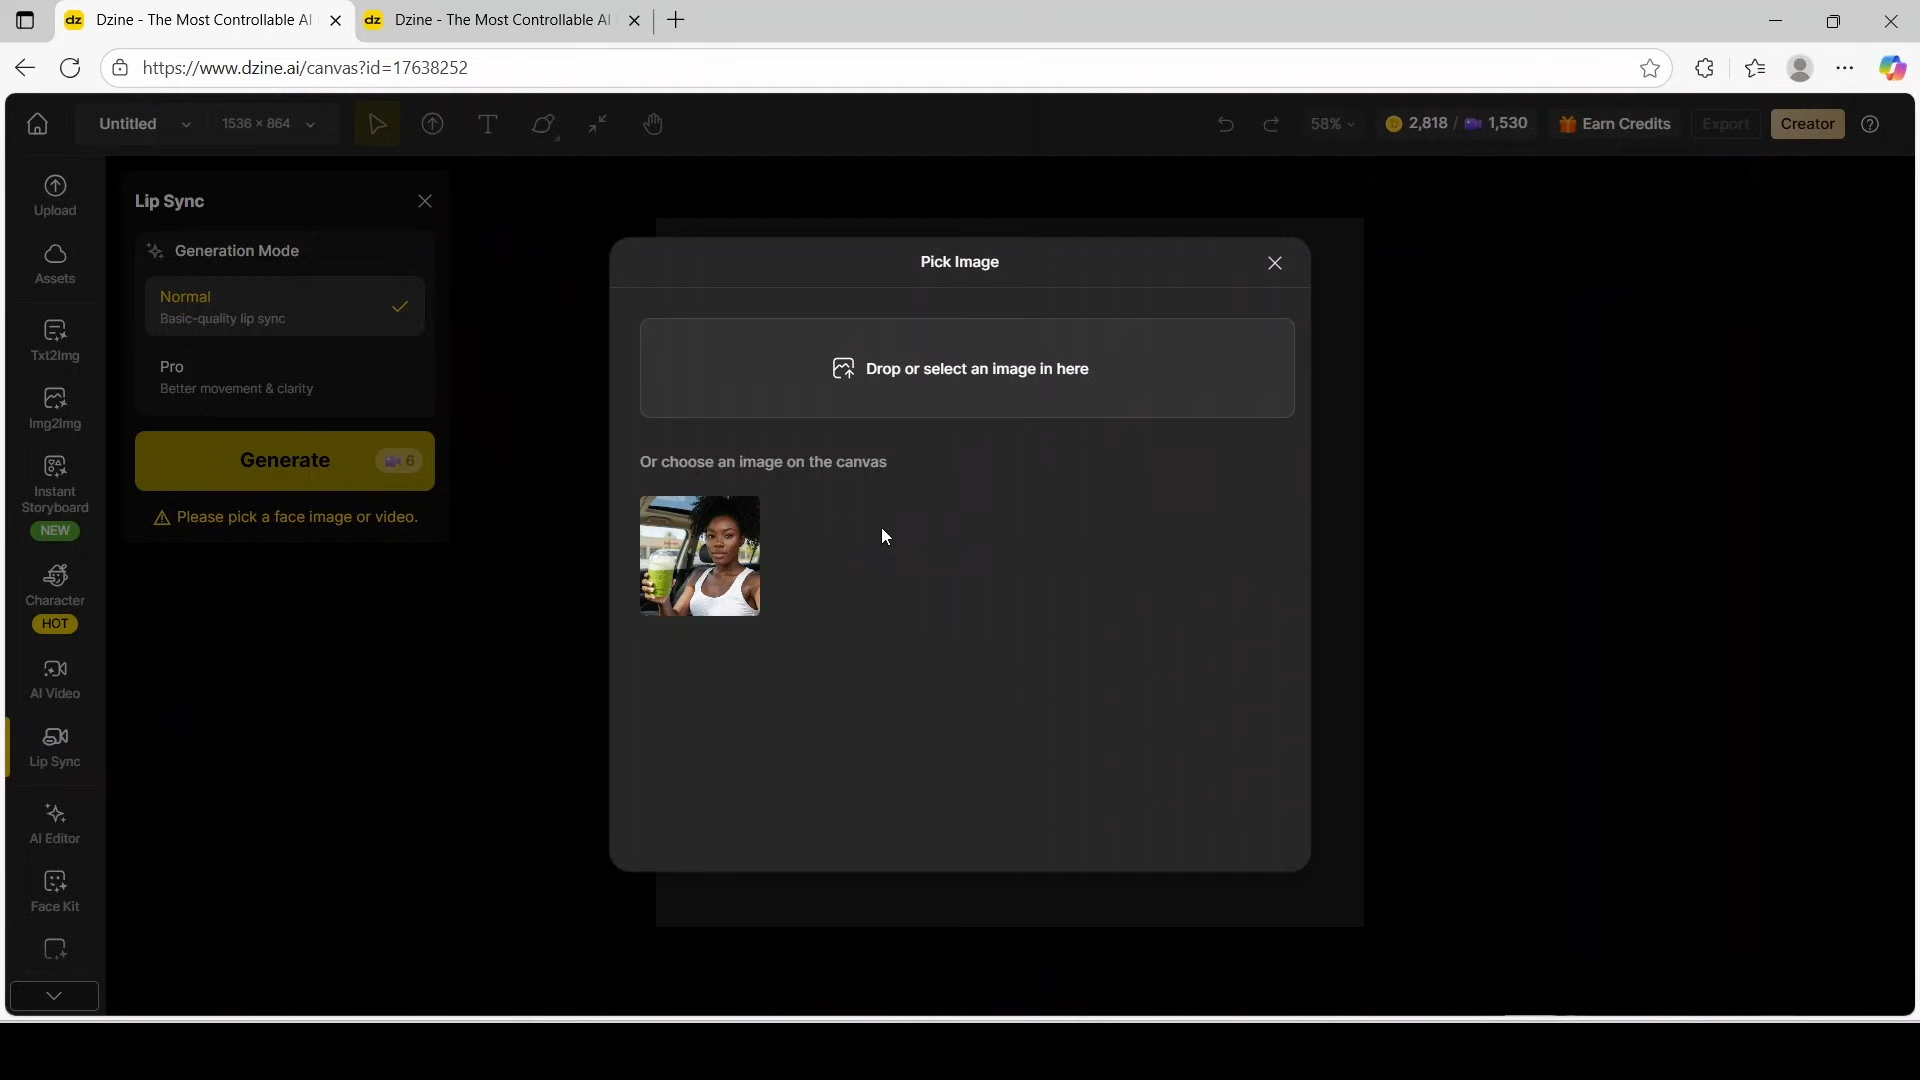 Dzine - The Most Controllable AI
Dzine - The Most Controllable AI
https://www.dzine.ai/canvas?id=17638252
Untitled
1536 × 864
58%
2,818 / 1,530
Earn Credits
Export
Creator
Upload
Assets
Txt2Img
Img2Img
Instant
Storyboard
NEW
Character
HOT
AI Video
Lip Sync
AI Editor
Face Kit
Lip Sync
Generation Mode
Normal
Basic-quality lip sync
Pro
Better movement & clarity
Generate
6
Please pick a face image or video.
Pick Image
Drop or select an image in here
Or choose an image on the canvas